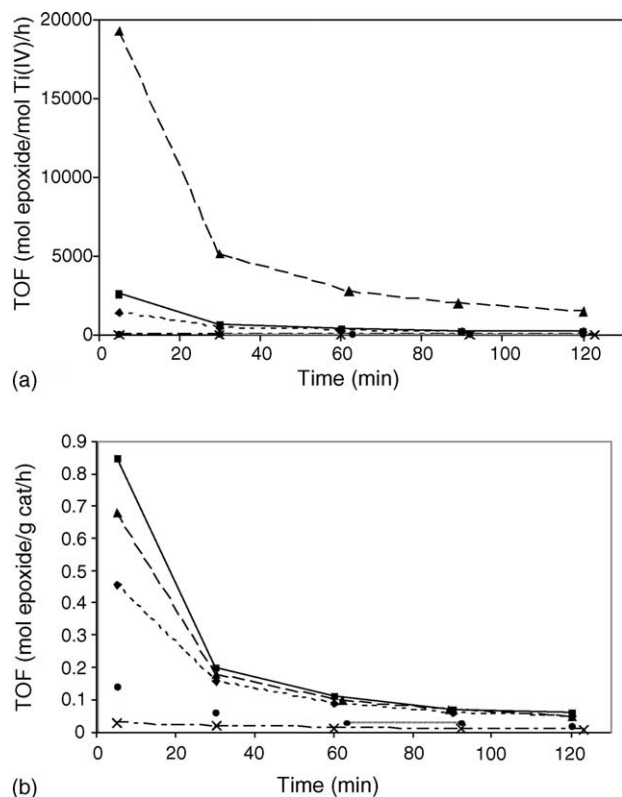 20000
15000
10000
5000
0
TOF (mol epoxide/mol Ti(IV)/h)
0 20 40 60 80 100 120
Time (min)
(a)
0.9
0.8
0.7
0.6
0.5
0.4
0.3
0.2
0.1
0
TOF (mol epoxide/g cat/h)
0 20 40 60 80 100 120
Time (min)
(b)